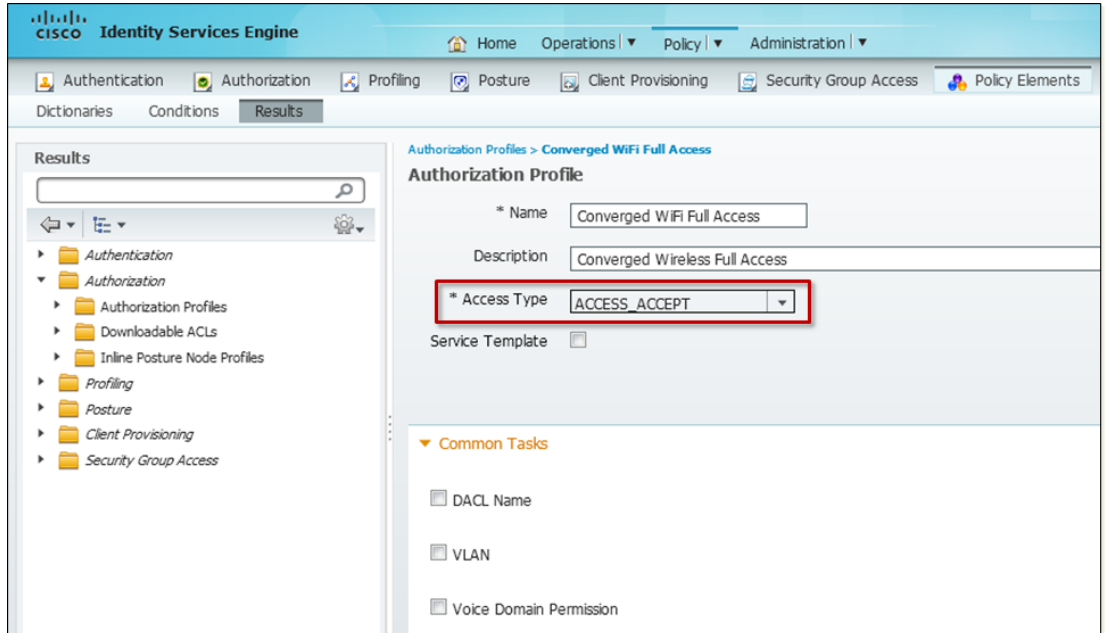 CISCO Identity Services Engine
Home Operations Policy Administration
Authentication Authorization Profiling Posture Client Provisioning Security Group Access Policy Elements
Dictionaries Conditions Results
Results
Authentication
Authorization
Authorization Profiles
Downloadable ACLs
Inline Posture Node Profiles
Profiling
Posture
Client Provisioning
Security Group Access
Authorization Profiles > Converged WiFi Full Access
Authorization Profile
* Name Converged WiFi Full Access
Description Converged Wireless Full Access
* Access Type ACCESS_ACCEPT
Service Template
Common Tasks
DACL Name
VLAN
Voice Domain Permission